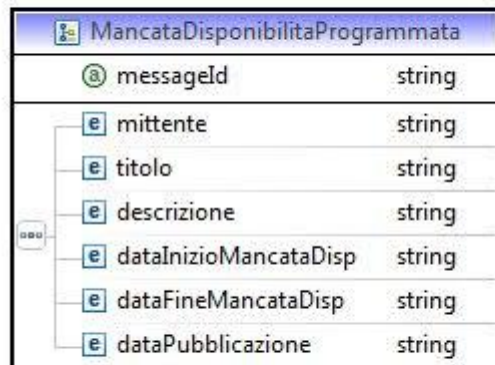 MancataDisponibilitaProgrammata
a messageId string
e mittente string
e titolo string
e descrizione string
e dataInizioMancataDisp string
e dataFineMancataDisp string
e dataPubblicazione string